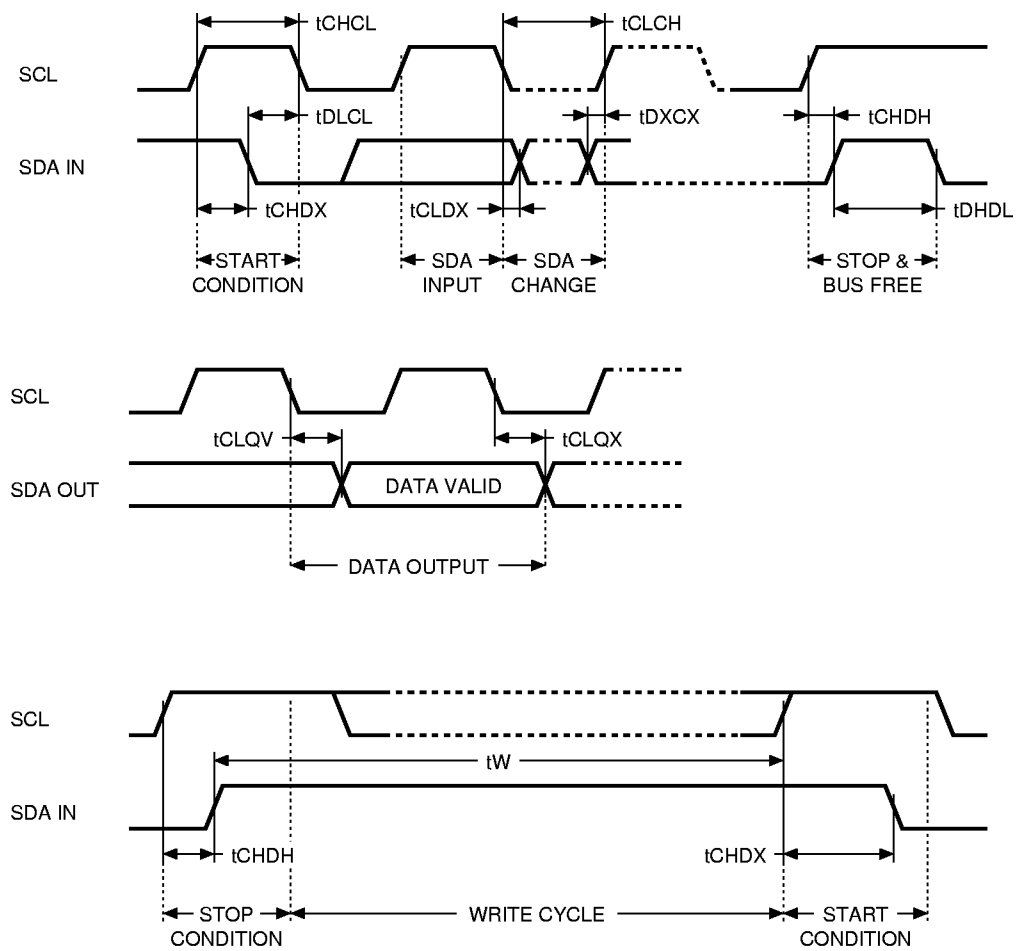 tCHCL tCLCH
SCL
tDLCL tDXCX tCHDH
SDA IN
tCHDX tCLDX tDHDL
START CONDITION
SDA INPUT
SDA CHANGE
STOP & BUS FREE
SCL
tCLQV tCLQX
SDA OUT DATA VALID
DATA OUTPUT
SCL
tW
SDA IN
tCHDH tCHDX
STOP CONDITION
WRITE CYCLE
START CONDITION